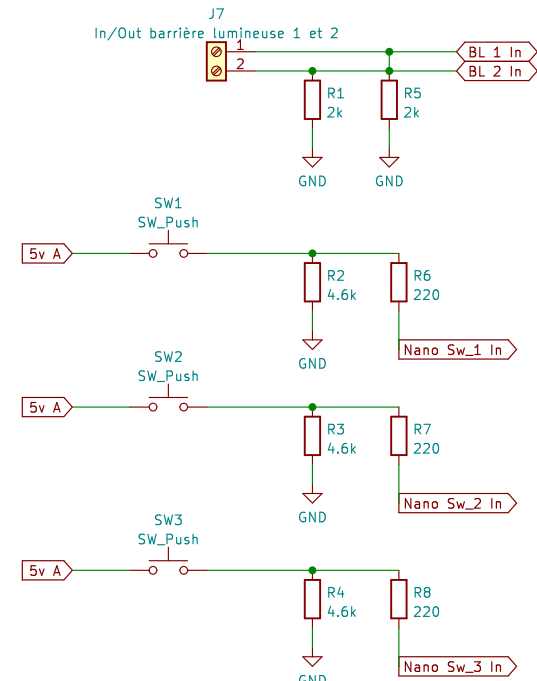 J7
In/Out barrière lumineuse 1 et 2
1
2
BL 1 In
BL 2 In
R1
2k
R5
2k
GND
GND
SW1
SW_Push
5v A
R2
4.6k
R6
220
GND
Nano Sw_1 In
SW2
SW_Push
5v A
R3
4.6k
R7
220
GND
Nano Sw_2 In
SW3
SW_Push
5v A
R4
4.6k
R8
220
GND
Nano Sw_3 In